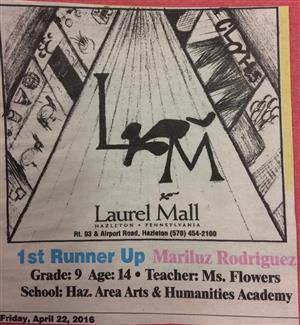 L M
Laurel Mall
HAZLETON • PENNSYLVANIA
Rt. 93 & Airport Road, Hazleton (570) 454-2100
1st Runner Up Mariluz Rodriguez
Grade: 9 Age: 14 • Teacher: Ms. Flowers
School: Haz. Area Arts & Humanities Academy
Friday, April 22, 2016